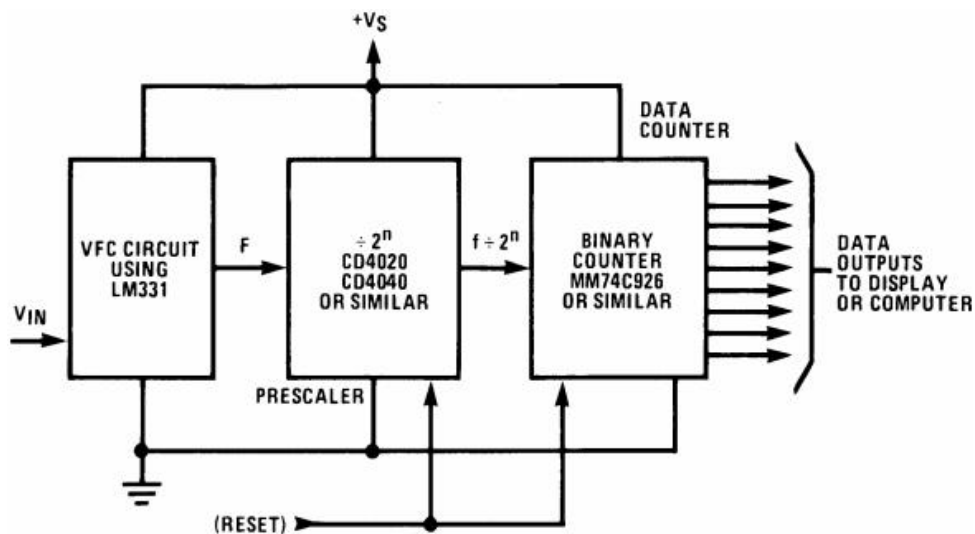 +VS
DATA
COUNTER
VFC CIRCUIT
USING
LM331
F
÷ 2ⁿ
CD4020
CD4040
OR SIMILAR
f ÷ 2ⁿ
BINARY
COUNTER
MM74C926
OR SIMILAR
DATA
OUTPUTS
TO DISPLAY
OR COMPUTER
VIN
PRESCALER
(RESET)